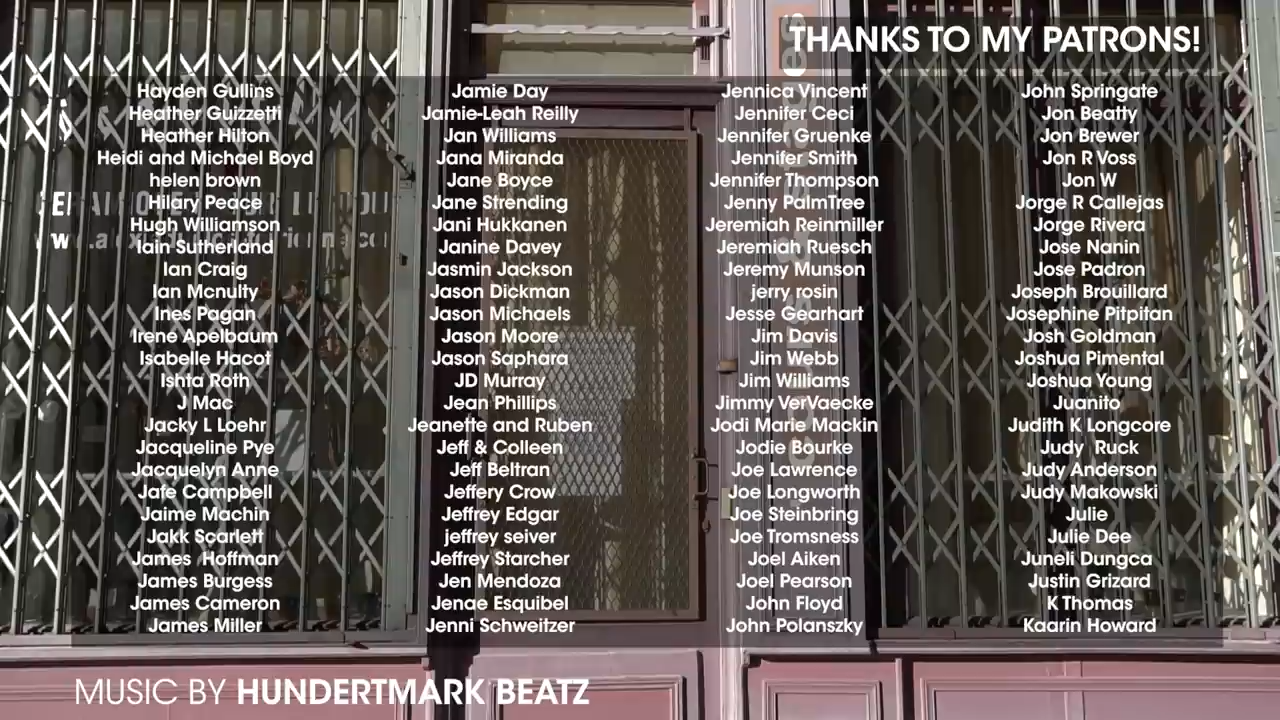 THANKS TO MY PATRONS!
Hayden Gullins
Heather Guizzetti
Heather Hilton
Heidi and Michael Boyd
helen brown
Hilary Peace
Hugh Williamson
Iain Sutherland
Ian Craig
Ian Mcnulty
Ines Pagan
Irene Apelbaum
Isabelle Hacot
Ishta Roth
J Mac
Jacky L Loehr
Jacqueline Pye
Jacquelyn Anne
Jafe Campbell
Jaime Machin
Jakk Scarlett
James  Hoffman
James Burgess
James Cameron
James Miller
Jamie Day
Jamie-Leah Reilly
Jan Williams
Jana Miranda
Jane Boyce
Jane Strending
Jani Hukkanen
Janine Davey
Jasmin Jackson
Jason Dickman
Jason Michaels
Jason Moore
Jason Saphara
JD Murray
Jean Phillips
Jeanette and Ruben
Jeff & Colleen
Jeff Beltran
Jeffery Crow
Jeffrey Edgar
jeffrey seiver
Jeffrey Starcher
Jen Mendoza
Jenae Esquibel
Jenni Schweitzer
Jennica Vincent
Jennifer Ceci
Jennifer Gruenke
Jennifer Smith
Jennifer Thompson
Jenny PalmTree
Jeremiah Reinmiller
Jeremiah Ruesch
Jeremy Munson
jerry rosin
Jesse Gearhart
Jim Davis
Jim Webb
Jim Williams
Jimmy VerVaecke
Jodi Marie Mackin
Jodie Bourke
Joe Lawrence
Joe Longworth
Joe Steinbring
Joe Tromsness
Joel Aiken
Joel Pearson
John Floyd
John Polanszky
John Springate
Jon Beatty
Jon Brewer
Jon R Voss
Jon W
Jorge R Callejas
Jorge Rivera
Jose Nanin
Jose Padron
Joseph Brouillard
Josephine Pitpitan
Josh Goldman
Joshua Pimental
Joshua Young
Juanito
Judith K Longcore
Judy  Ruck
Judy Anderson
Judy Makowski
Julie
Julie Dee
Juneli Dungca
Justin Grizard
K Thomas
Kaarin Howard
MUSIC BY HUNDERTMARK BEATZ